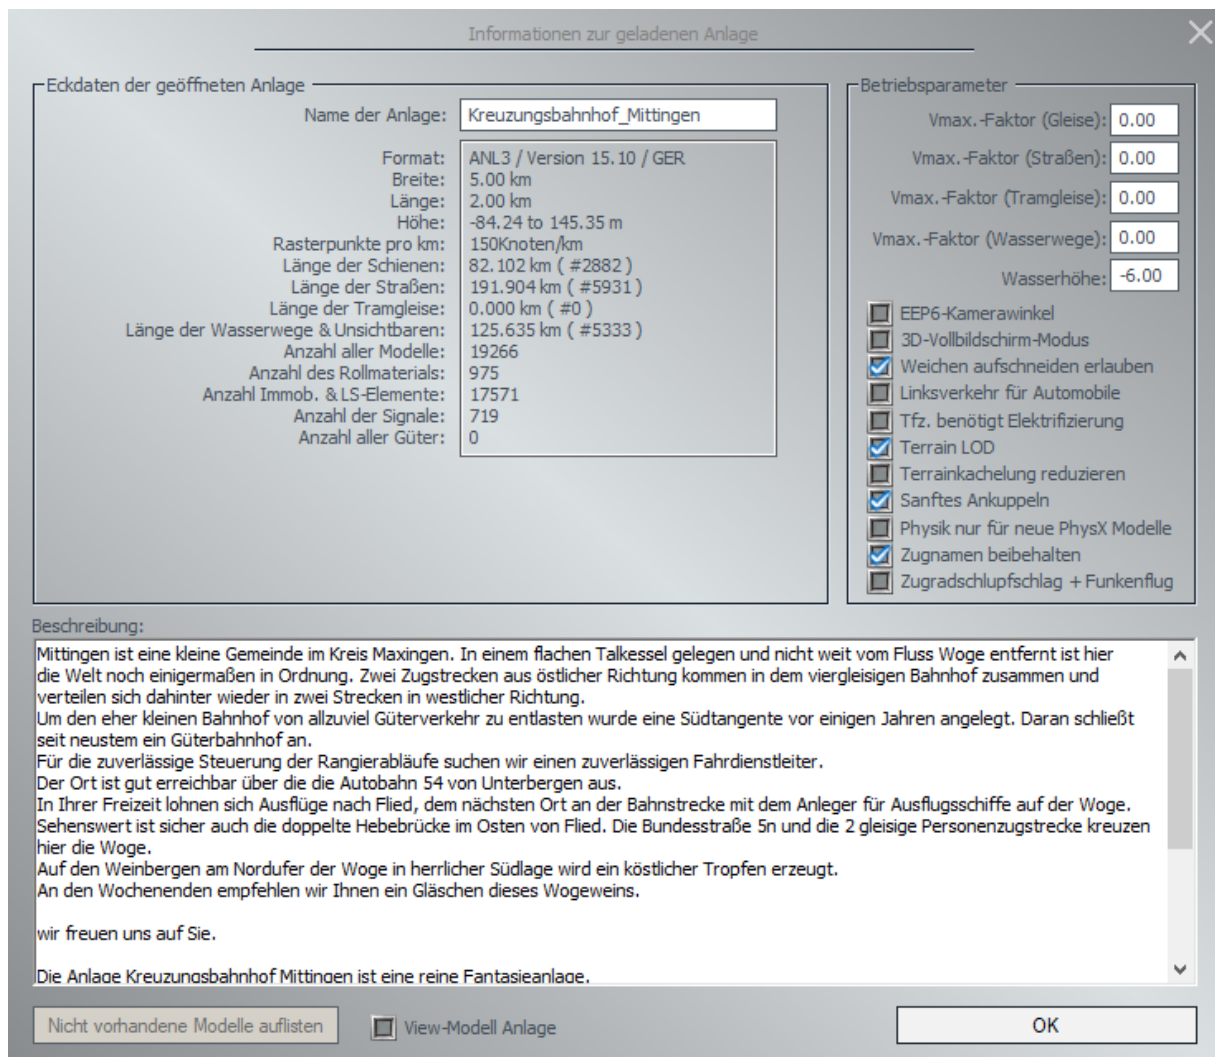 Informationen zur geladenen Anlage
Eckdaten der geöffneten Anlage
Name der Anlage: Kreuzungsbahnhof_Mittingen
Format: ANL3 / Version 15.10 / GER
Breite: 5.00 km
Länge: 2.00 km
Höhe: -84.24 to 145.35 m
Rasterpunkte pro km: 150Knoten/km
Länge der Schienen: 82.102 km ( #2882 )
Länge der Straßen: 191.904 km ( #5931 )
Länge der Tramgleise: 0.000 km ( #0 )
Länge der Wasserwege & Unsichtbaren: 125.635 km ( #5333 )
Anzahl aller Modelle: 19266
Anzahl des Rollmaterials: 975
Anzahl Immob. & LS-Elemente: 17571
Anzahl der Signale: 719
Anzahl aller Güter: 0
Betriebsparameter
Vmax.-Faktor (Gleise): 0.00
Vmax.-Faktor (Straßen): 0.00
Vmax.-Faktor (Tramgleise): 0.00
Vmax.-Faktor (Wasserwege): 0.00
Wasserhöhe: -6.00
EEP6-Kamerawinkel
3D-Vollbildschirm-Modus
Weichen aufschneiden erlauben
Linksverkehr für Automobile
Tfz. benötigt Elektrifizierung
Terrain LOD
Terrainkachelung reduzieren
Sanftes Ankuppeln
Physik nur für neue PhysX Modelle
Zugnamen beibehalten
Zugradschlupfschlag + Funkenflug
Beschreibung:
Mittingen ist eine kleine Gemeinde im Kreis Maxingen. In einem flachen Talkessel gelegen und nicht weit vom Fluss Woge entfernt ist hier
die Welt noch einigermaßen in Ordnung. Zwei Zugstrecken aus östlicher Richtung kommen in dem viergleisigen Bahnhof zusammen und
verteilen sich dahinter wieder in zwei Strecken in westlicher Richtung.
Um den eher kleinen Bahnhof von allzuviel Güterverkehr zu entlasten wurde eine Südtangente vor einigen Jahren angelegt. Daran schließt
seit neustem ein Güterbahnhof an.
Für die zuverlässige Steuerung der Rangierabläufe suchen wir einen zuverlässigen Fahrdienstleiter.
Der Ort ist gut erreichbar über die die Autobahn 54 von Unterbergen aus.
In Ihrer Freizeit lohnen sich Ausflüge nach Flied, dem nächsten Ort an der Bahnstrecke mit dem Anleger für Ausflugsschiffe auf der Woge.
Sehenswert ist sicher auch die doppelte Hebebrücke im Osten von Flied. Die Bundesstraße 5n und die 2 gleisige Personenzugstrecke kreuzen
hier die Woge.
Auf den Weinbergen am Nordufer der Woge in herrlicher Südlage wird ein köstlicher Tropfen erzeugt.
An den Wochenenden empfehlen wir Ihnen ein Gläschen dieses Wogeweins.
wir freuen uns auf Sie.
Die Anlage Kreuzungsbahnhof Mittingen ist eine reine Fantasieanlage.
Nicht vorhandene Modelle auflisten
View-Modell Anlage
OK